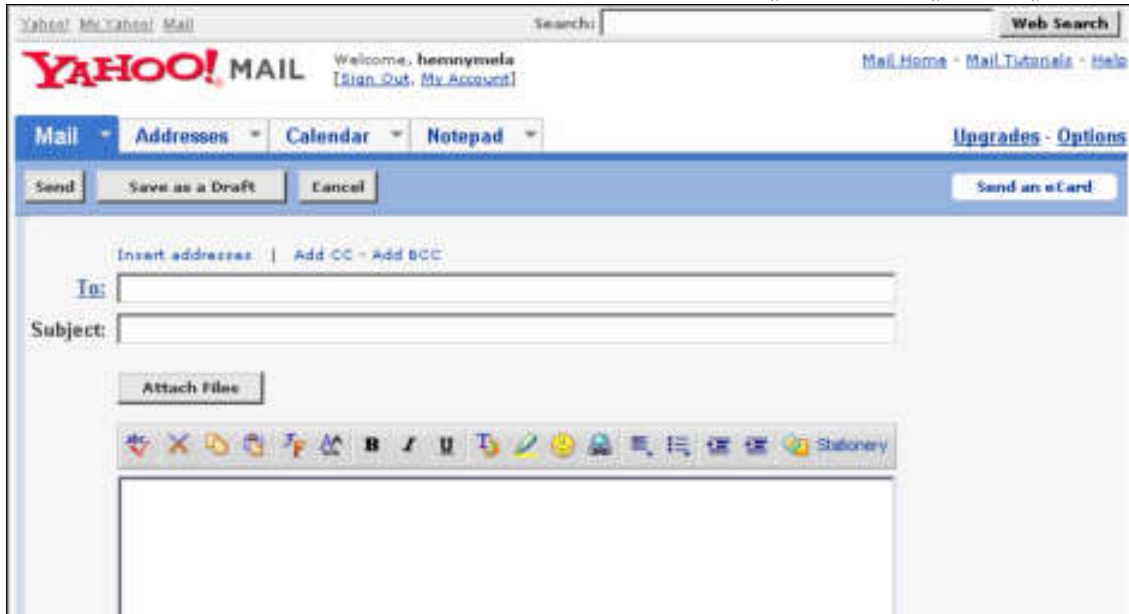 Yahoo! My Yahoo! Mail Search: Web Search
YAHOO! MAIL Welcome, hemnymela Mail Home - Mail Tutorials - Help
[Sign Out, My Account]
Mail Addresses Calendar Notepad Upgrades - Options
Send Save as a Draft Cancel Send an eCard
Insert addresses | Add CC - Add BCC
To:
Subject:
Attach Files
B I U Stationery